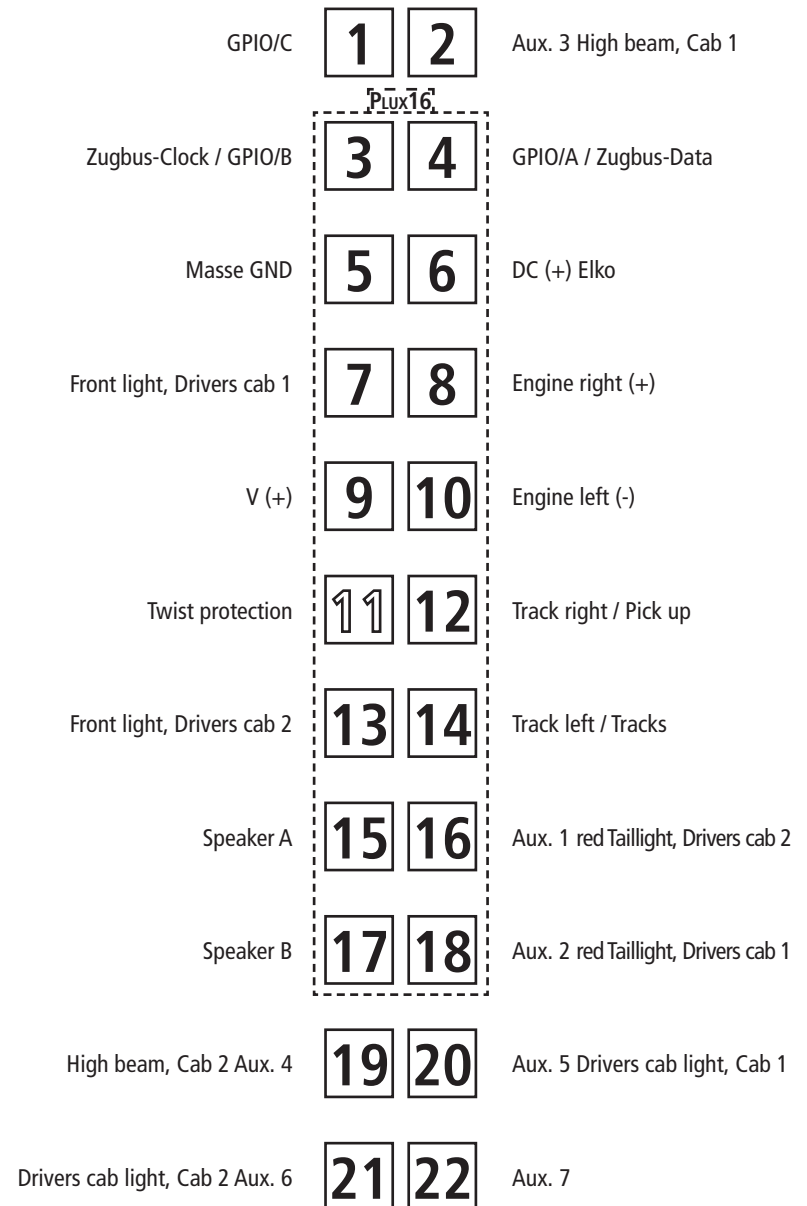 GPIO/C 1 2 Aux. 3 High beam, Cab 1
PLUX16
Zugbus-Clock / GPIO/B 3 4 GPIO/A / Zugbus-Data
Masse GND 5 6 DC (+) Elko
Front light, Drivers cab 1 7 8 Engine right (+)
V (+) 9 10 Engine left (-)
Twist protection 11 12 Track right / Pick up
Front light, Drivers cab 2 13 14 Track left / Tracks
Speaker A 15 16 Aux. 1 red Taillight, Drivers cab 2
Speaker B 17 18 Aux. 2 red Taillight, Drivers cab 1
High beam, Cab 2 Aux. 4 19 20 Aux. 5 Drivers cab light, Cab 1
Drivers cab light, Cab 2 Aux. 6 21 22 Aux. 7